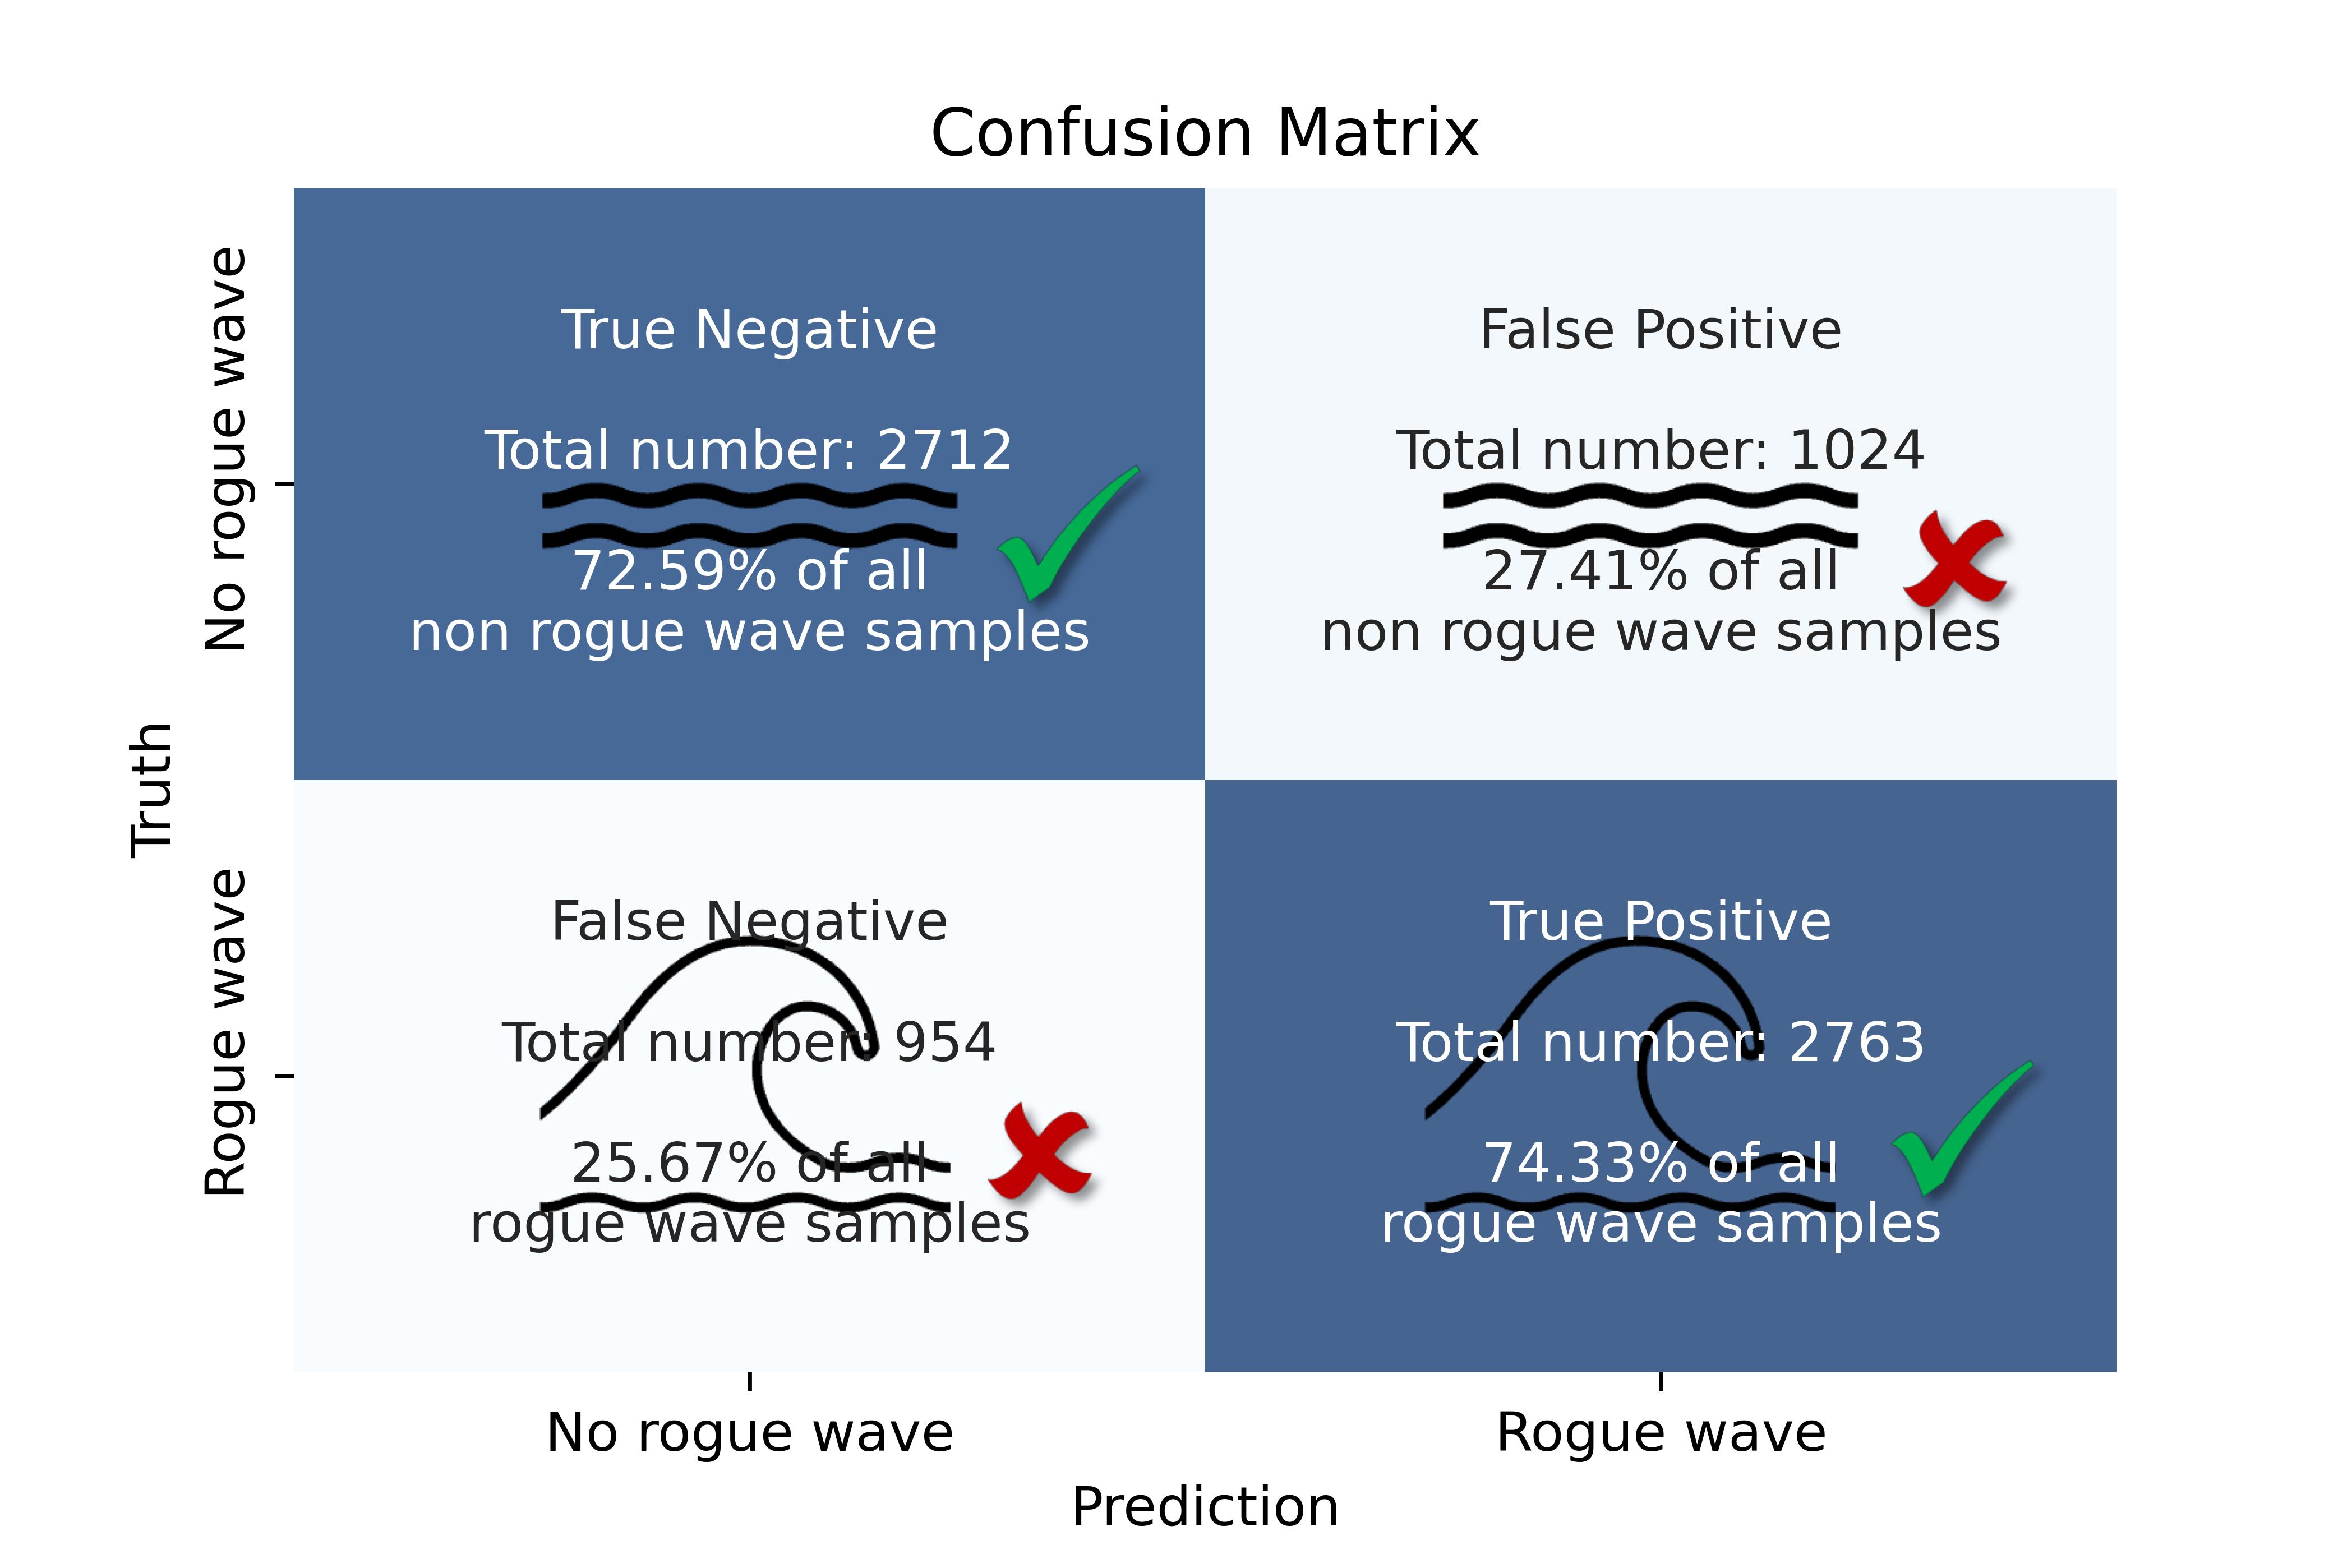 Confusion Matrix
True Negative
Total number: 2712
72.59% of all
non rogue wave samples
False Positive
Total number: 1024
27.41% of all
non rogue wave samples
False Negative
Total number: 954
25.67% of all
rogue wave samples
True Positive
Total number: 2763
74.33% of all
rogue wave samples
Truth
No rogue wave
Rogue wave
No rogue wave
Rogue wave
Prediction